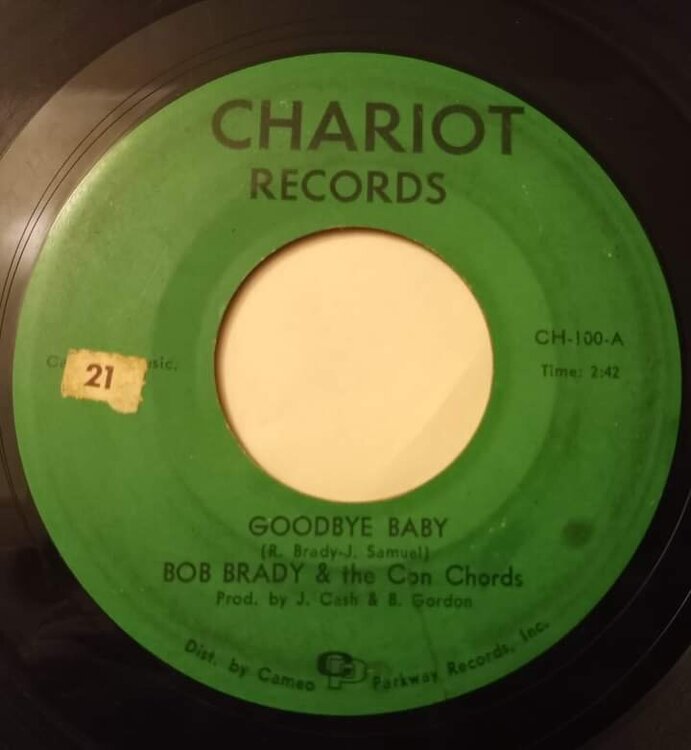 CHARIOT
RECORDS
CH-100-A
Time: 2:42
21
GOODBYE BABY
(R. Brady-J. Samuel)
BOB BRADY & the Con Chords
Prod. by J. Cash & B. Gordon
Dist. by Cameo CP Parkway Records, Inc.